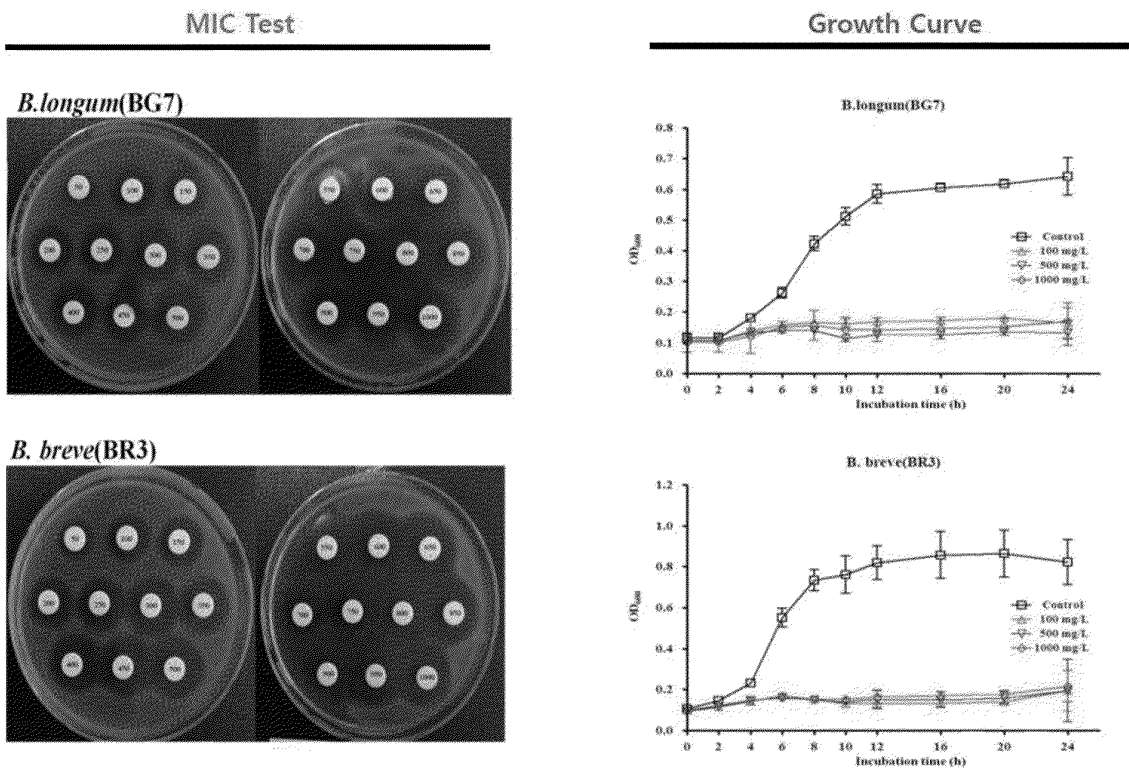 MIC Test
Growth Curve
B.longum(BG7)
50 100 150
200 250 300 350
400 450 500
550 600 650
700 750 800 850
900 950 1000
B.longum(BG7)
OD600
0.8
0.7
0.6
0.5
0.4
0.3
0.2
0.1
0.0
Control
100 mg/L
500 mg/L
1000 mg/L
0 2 4 6 8 10 12 16 20 24
Incubation time (h)
B. breve(BR3)
50 100 150
200 250 300 350
400 450 500
550 600 650
700 750 800 850
900 1000
B. breve(BR3)
OD600
1.2
1.0
0.8
0.6
0.4
0.2
0.0
Control
100 mg/L
500 mg/L
1000 mg/L
0 2 4 6 8 10 12 16 20 24
Incubation time (h)